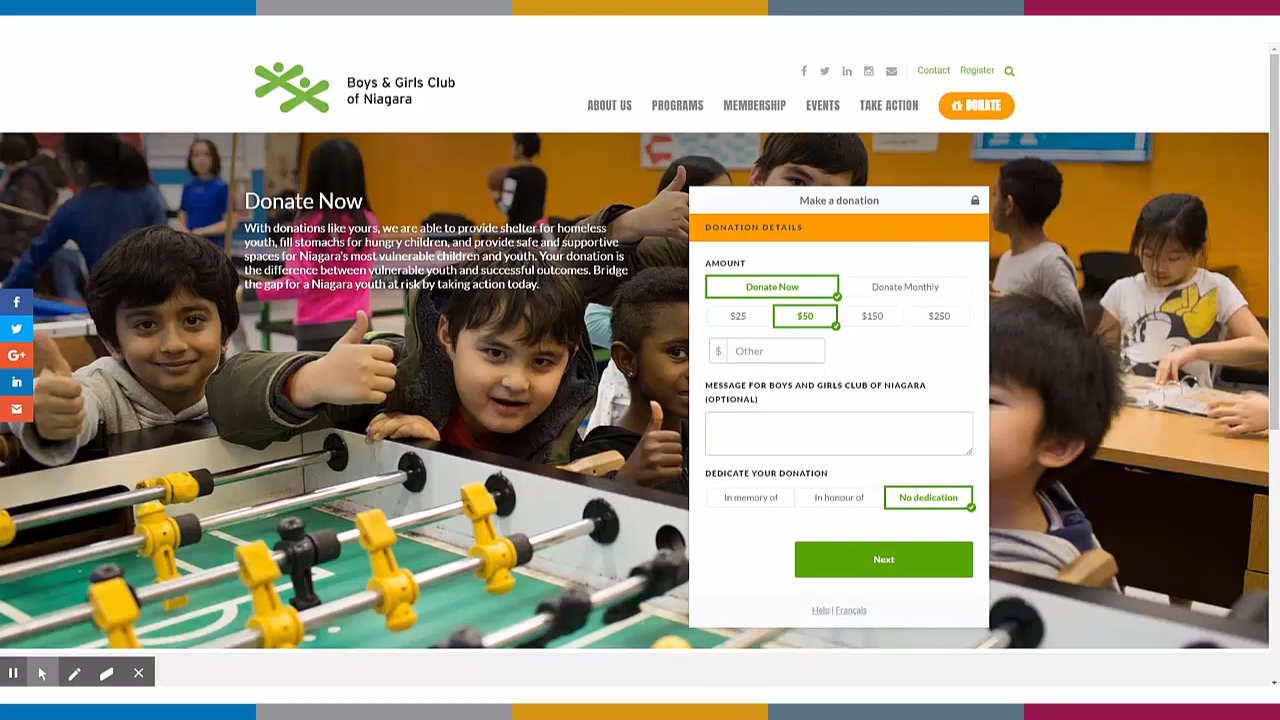 Boys & Girls Club
of Niagara
Contact Register
ABOUT US PROGRAMS MEMBERSHIP EVENTS TAKE ACTION DONATE
Donate Now
With donations like yours, we are able to provide shelter for homeless
youth, fill stomachs for hungry children, and provide safe and supportive
spaces for Niagara's most vulnerable children and youth. Your donation is
the difference between vulnerable youth and successful outcomes. Bridge
the gap for a Niagara youth at risk by taking action today.
Make a donation
DONATION DETAILS
AMOUNT
Donate Now Donate Monthly
$25 $50 $150 $250
$ Other
MESSAGE FOR BOYS AND GIRLS CLUB OF NIAGARA
(OPTIONAL)
DEDICATE YOUR DONATION
In memory of In honour of No dedication
Next
Help | Français